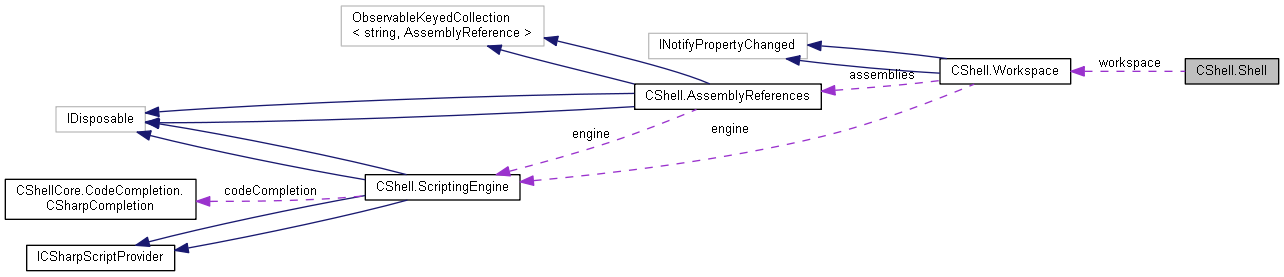 ObservableKeyedCollection
< string, AssemblyReference >
INotifyPropertyChanged
CShell.Workspace
workspace
CShell.Shell
assemblies
CShell.AssemblyReferences
IDisposable
engine
engine
CShell.ScriptingEngine
codeCompletion
CShellCore.CodeCompletion.
CSharpCompletion
ICSharpScriptProvider